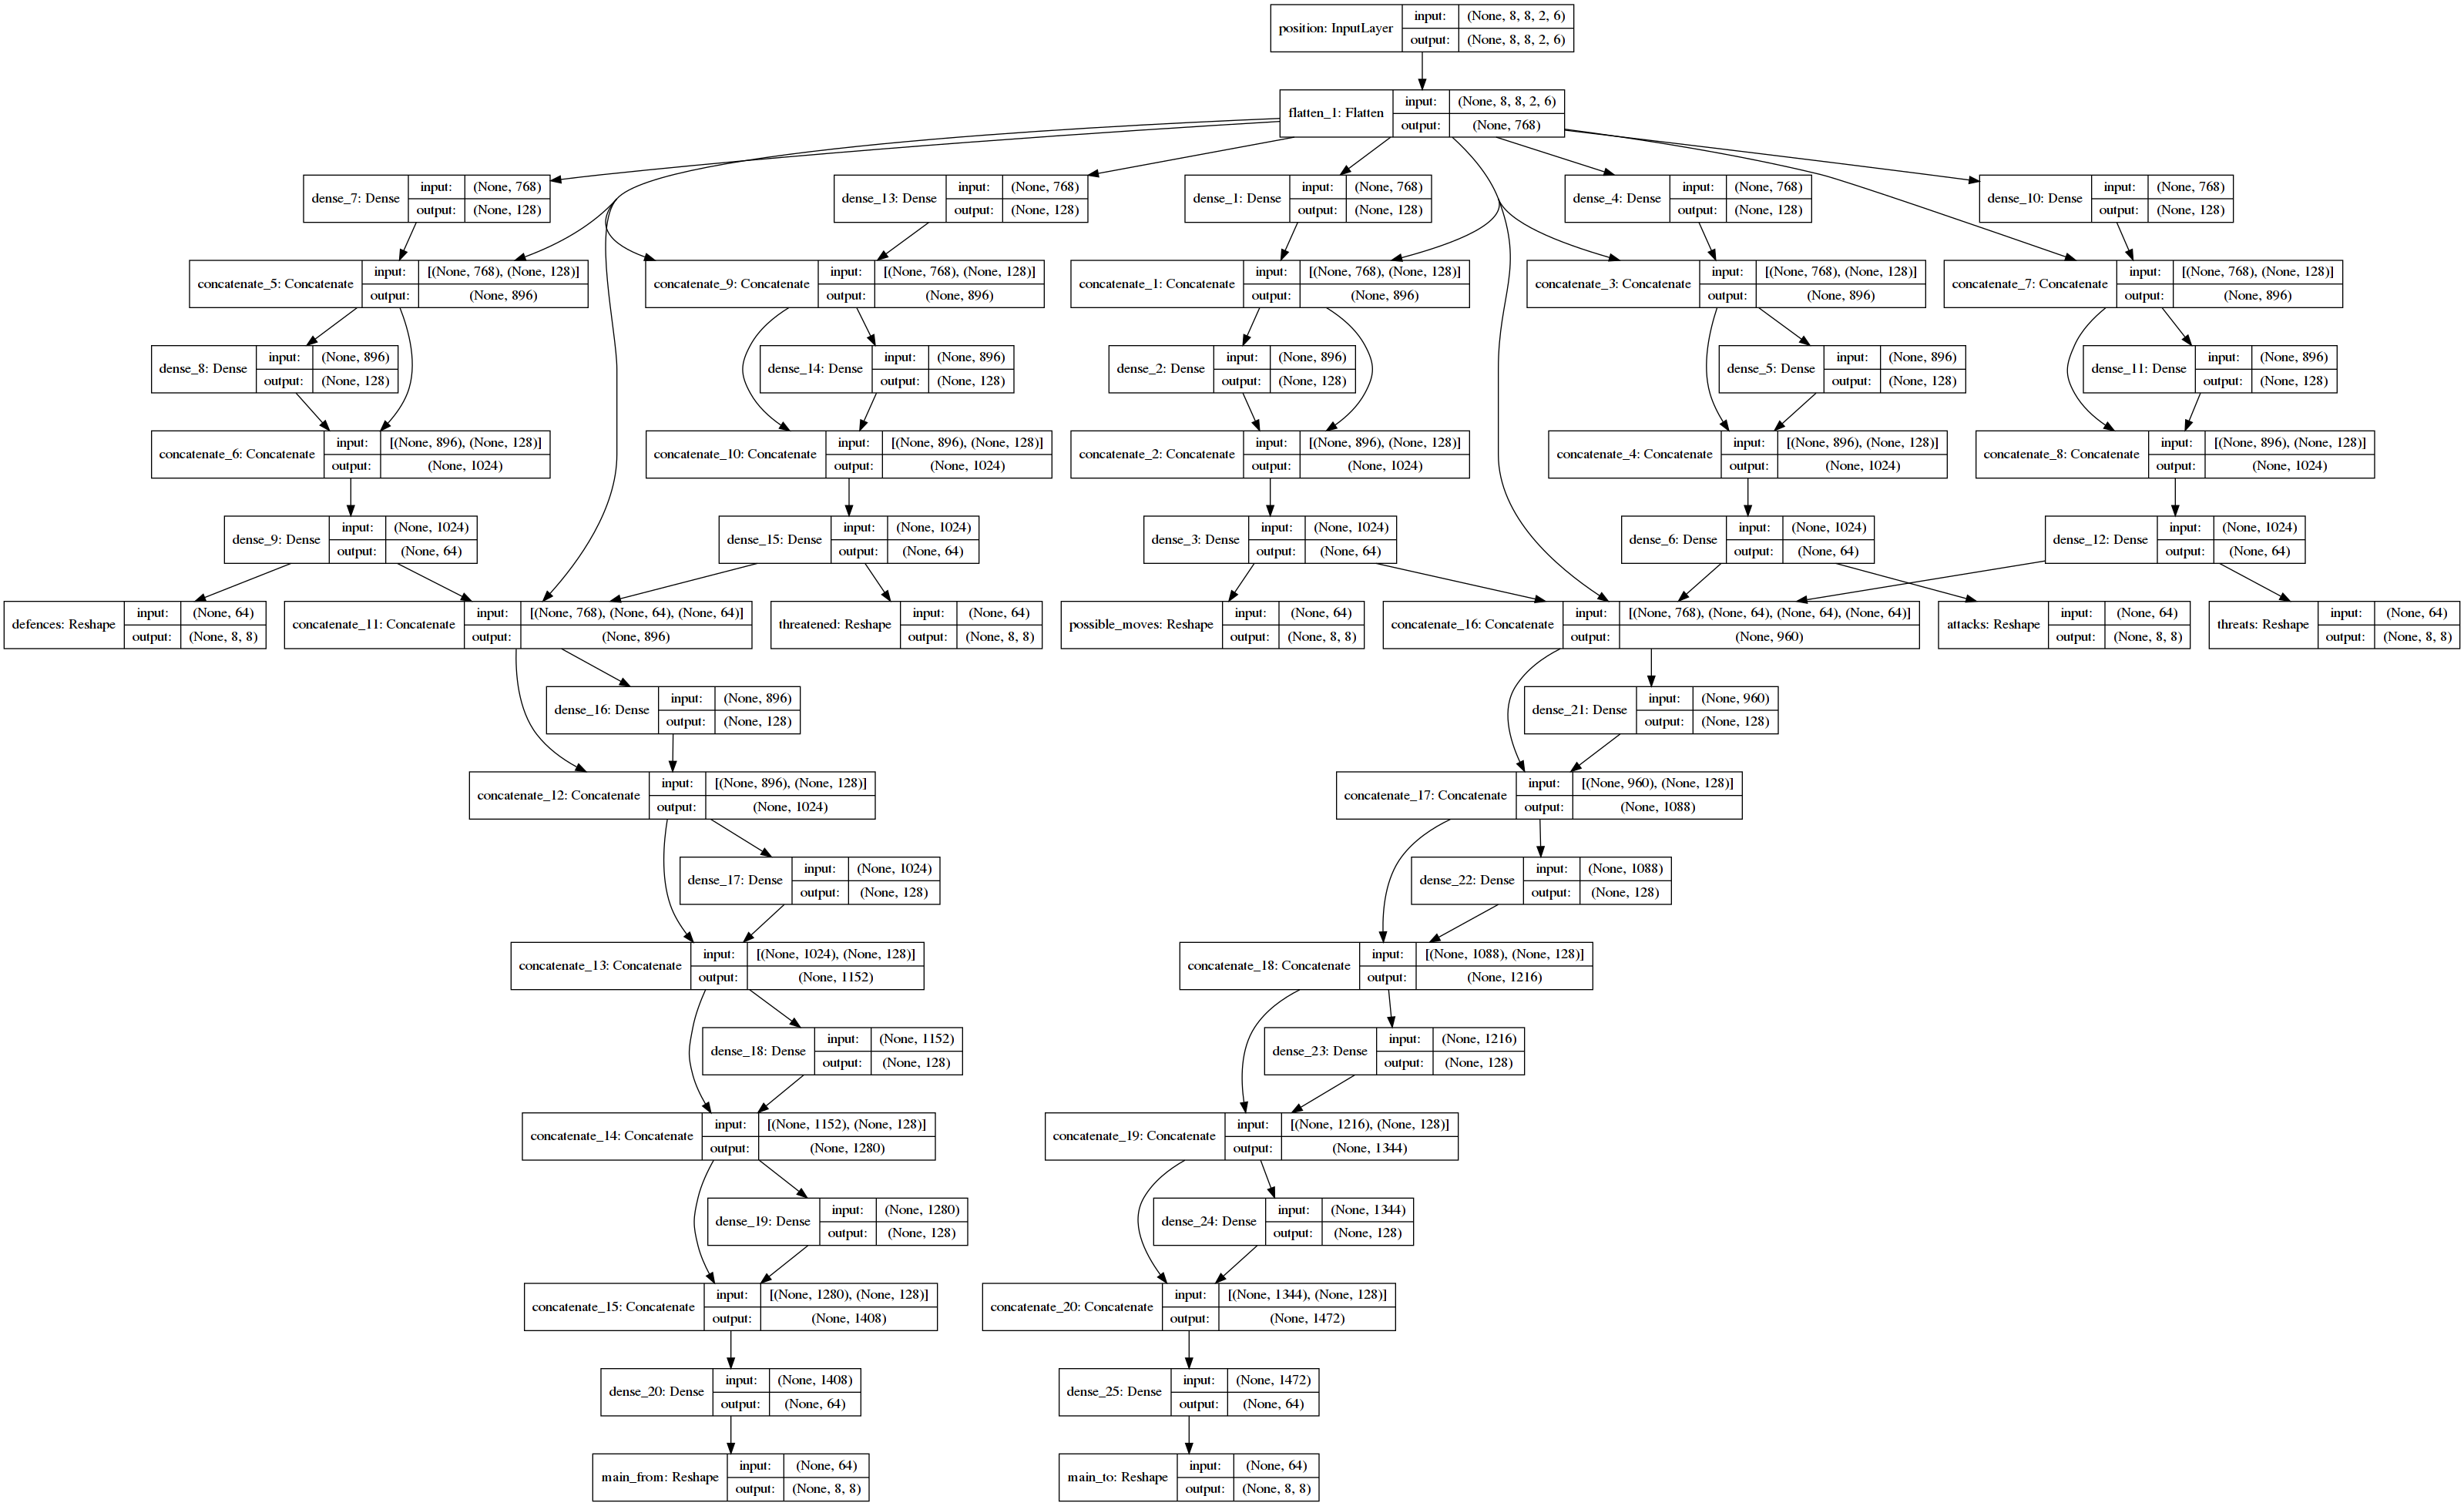 position: InputLayer
input: (None, 8, 8, 2, 6)
output: (None, 8, 8, 2, 6)
flatten_1: Flatten
input: (None, 8, 8, 2, 6)
output: (None, 768)
dense_7: Dense
input: (None, 768)
output: (None, 128)
dense_13: Dense
input: (None, 768)
output: (None, 128)
dense_1: Dense
input: (None, 768)
output: (None, 128)
dense_4: Dense
input: (None, 768)
output: (None, 128)
dense_10: Dense
input: (None, 768)
output: (None, 128)
concatenate_5: Concatenate
input: [(None, 768), (None, 128)]
output: (None, 896)
concatenate_9: Concatenate
input: [(None, 768), (None, 128)]
output: (None, 896)
concatenate_1: Concatenate
input: [(None, 768), (None, 128)]
output: (None, 896)
concatenate_3: Concatenate
input: [(None, 768), (None, 128)]
output: (None, 896)
concatenate_7: Concatenate
input: [(None, 768), (None, 128)]
output: (None, 896)
dense_8: Dense
input: (None, 896)
output: (None, 128)
dense_14: Dense
input: (None, 896)
output: (None, 128)
dense_2: Dense
input: (None, 896)
output: (None, 128)
dense_5: Dense
input: (None, 896)
output: (None, 128)
dense_11: Dense
input: (None, 896)
output: (None, 128)
concatenate_6: Concatenate
input: [(None, 896), (None, 128)]
output: (None, 1024)
concatenate_10: Concatenate
input: [(None, 896), (None, 128)]
output: (None, 1024)
concatenate_2: Concatenate
input: [(None, 896), (None, 128)]
output: (None, 1024)
concatenate_4: Concatenate
input: [(None, 896), (None, 128)]
output: (None, 1024)
concatenate_8: Concatenate
input: [(None, 896), (None, 128)]
output: (None, 1024)
dense_9: Dense
input: (None, 1024)
output: (None, 64)
dense_15: Dense
input: (None, 1024)
output: (None, 64)
dense_3: Dense
input: (None, 1024)
output: (None, 64)
dense_6: Dense
input: (None, 1024)
output: (None, 64)
dense_12: Dense
input: (None, 1024)
output: (None, 64)
defences: Reshape
input: (None, 64)
output: (None, 8, 8)
concatenate_11: Concatenate
input: [(None, 768), (None, 64), (None, 64)]
output: (None, 896)
threatened: Reshape
input: (None, 64)
output: (None, 8, 8)
possible_moves: Reshape
input: (None, 64)
output: (None, 8, 8)
concatenate_16: Concatenate
input: [(None, 768), (None, 64), (None, 64), (None, 64)]
output: (None, 960)
attacks: Reshape
input: (None, 64)
output: (None, 8, 8)
threats: Reshape
input: (None, 64)
output: (None, 8, 8)
dense_16: Dense
input: (None, 896)
output: (None, 128)
dense_21: Dense
input: (None, 960)
output: (None, 128)
concatenate_12: Concatenate
input: [(None, 896), (None, 128)]
output: (None, 1024)
concatenate_17: Concatenate
input: [(None, 960), (None, 128)]
output: (None, 1088)
dense_17: Dense
input: (None, 1024)
output: (None, 128)
dense_22: Dense
input: (None, 1088)
output: (None, 128)
concatenate_13: Concatenate
input: [(None, 1024), (None, 128)]
output: (None, 1152)
concatenate_18: Concatenate
input: [(None, 1088), (None, 128)]
output: (None, 1216)
dense_18: Dense
input: (None, 1152)
output: (None, 128)
dense_23: Dense
input: (None, 1216)
output: (None, 128)
concatenate_14: Concatenate
input: [(None, 1152), (None, 128)]
output: (None, 1280)
concatenate_19: Concatenate
input: [(None, 1216), (None, 128)]
output: (None, 1344)
dense_19: Dense
input: (None, 1280)
output: (None, 128)
dense_24: Dense
input: (None, 1344)
output: (None, 128)
concatenate_15: Concatenate
input: [(None, 1280), (None, 128)]
output: (None, 1408)
concatenate_20: Concatenate
input: [(None, 1344), (None, 128)]
output: (None, 1472)
dense_20: Dense
input: (None, 1408)
output: (None, 64)
dense_25: Dense
input: (None, 1472)
output: (None, 64)
main_from: Reshape
input: (None, 64)
output: (None, 8, 8)
main_to: Reshape
input: (None, 64)
output: (None, 8, 8)